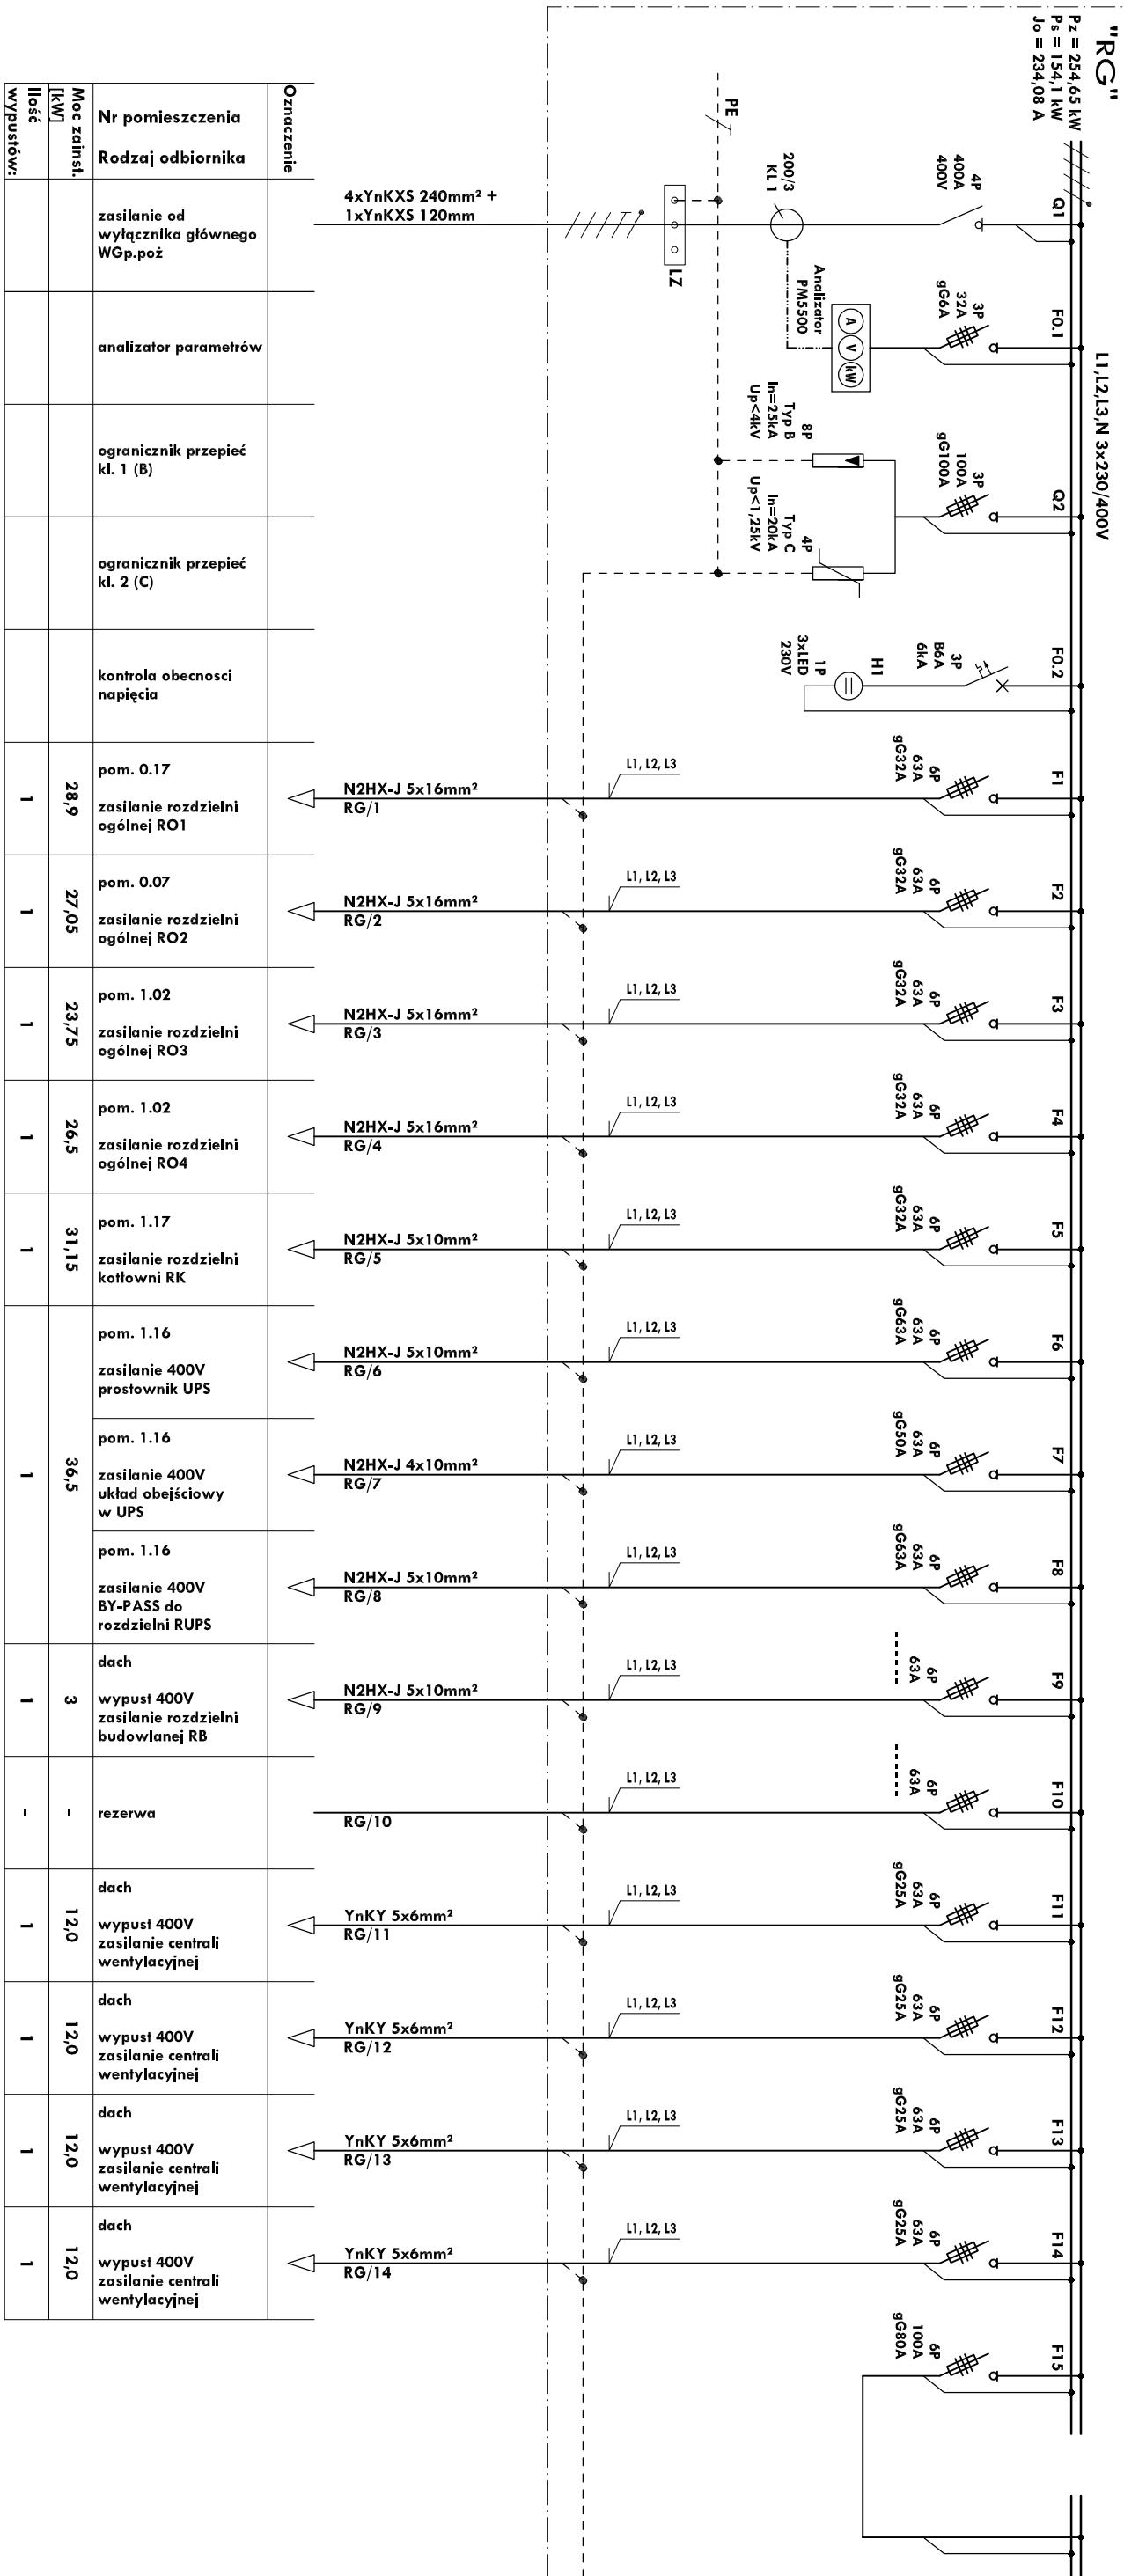 "RG"
Pz = 254,65 kW
Ps = 154,1 kW
Jo = 234,08 A
L1,L2,L3,N 3x230/400V
PE
Q1
4P
400A
400V
200/3
KL 1
LZ
4xYnKXS 240mm² +
1xYnKXS 120mm
F0.1
3P
32A
gG6A
Analizator
PM5500
A
V
kW
Q2
3P
100A
gG100A
8P
Typ B
In=25kA
Up<4kV
4P
Typ C
In=20kA
Up<1,25kV
F0.2
3P
B6A
6kA
H1
1P
3xLED
230V
F1
6P
63A
gG32A
L1, L2, L3
N2HX-J 5x16mm²
RG/1
F2
6P
63A
gG32A
L1, L2, L3
N2HX-J 5x16mm²
RG/2
F3
6P
63A
gG32A
L1, L2, L3
N2HX-J 5x16mm²
RG/3
F4
6P
63A
gG32A
L1, L2, L3
N2HX-J 5x16mm²
RG/4
F5
6P
63A
gG32A
L1, L2, L3
N2HX-J 5x10mm²
RG/5
F6
6P
63A
gG63A
L1, L2, L3
N2HX-J 5x10mm²
RG/6
F7
6P
63A
gG50A
L1, L2, L3
N2HX-J 4x10mm²
RG/7
F8
6P
63A
gG63A
L1, L2, L3
N2HX-J 5x10mm²
RG/8
F9
6P
63A
L1, L2, L3
N2HX-J 5x10mm²
RG/9
F10
6P
63A
L1, L2, L3
RG/10
F11
6P
63A
gG25A
L1, L2, L3
YnKY 5x6mm²
RG/11
F12
6P
63A
gG25A
L1, L2, L3
YnKY 5x6mm²
RG/12
F13
6P
63A
gG25A
L1, L2, L3
YnKY 5x6mm²
RG/13
F14
6P
63A
gG25A
L1, L2, L3
YnKY 5x6mm²
RG/14
F15
6P
100A
gG80A
Oznaczenie
Nr pomieszczenia
Rodzaj odbiornika
Moc zainst.
[kW]
Ilość
wypustów:
zasilanie od
wyłącznika głównego
WGp.poż
analizator parametrów
ogranicznik przepieć
kl. 1 (B)
ogranicznik przepieć
kl. 2 (C)
kontrola obecnosci
napięcia
pom. 0.17
zasilanie rozdzielni
ogólnej RO1
28,9
1
pom. 0.07
zasilanie rozdzielni
ogólnej RO2
27,05
1
pom. 1.02
zasilanie rozdzielni
ogólnej RO3
23,75
1
pom. 1.02
zasilanie rozdzielni
ogólnej RO4
26,5
1
pom. 1.17
zasilanie rozdzielni
kotłowni RK
31,15
1
pom. 1.16
zasilanie 400V
prostownik UPS
pom. 1.16
zasilanie 400V
układ obejściowy
w UPS
36,5
1
pom. 1.16
zasilanie 400V
BY-PASS do
rozdzielni RUPS
dach
wypust 400V
zasilanie rozdzielni
budowlanej RB
3
1
rezerwa
-
-
dach
wypust 400V
zasilanie centrali
wentylacyjnej
12,0
1
dach
wypust 400V
zasilanie centrali
wentylacyjnej
12,0
1
dach
wypust 400V
zasilanie centrali
wentylacyjnej
12,0
1
dach
wypust 400V
zasilanie centrali
wentylacyjnej
12,0
1